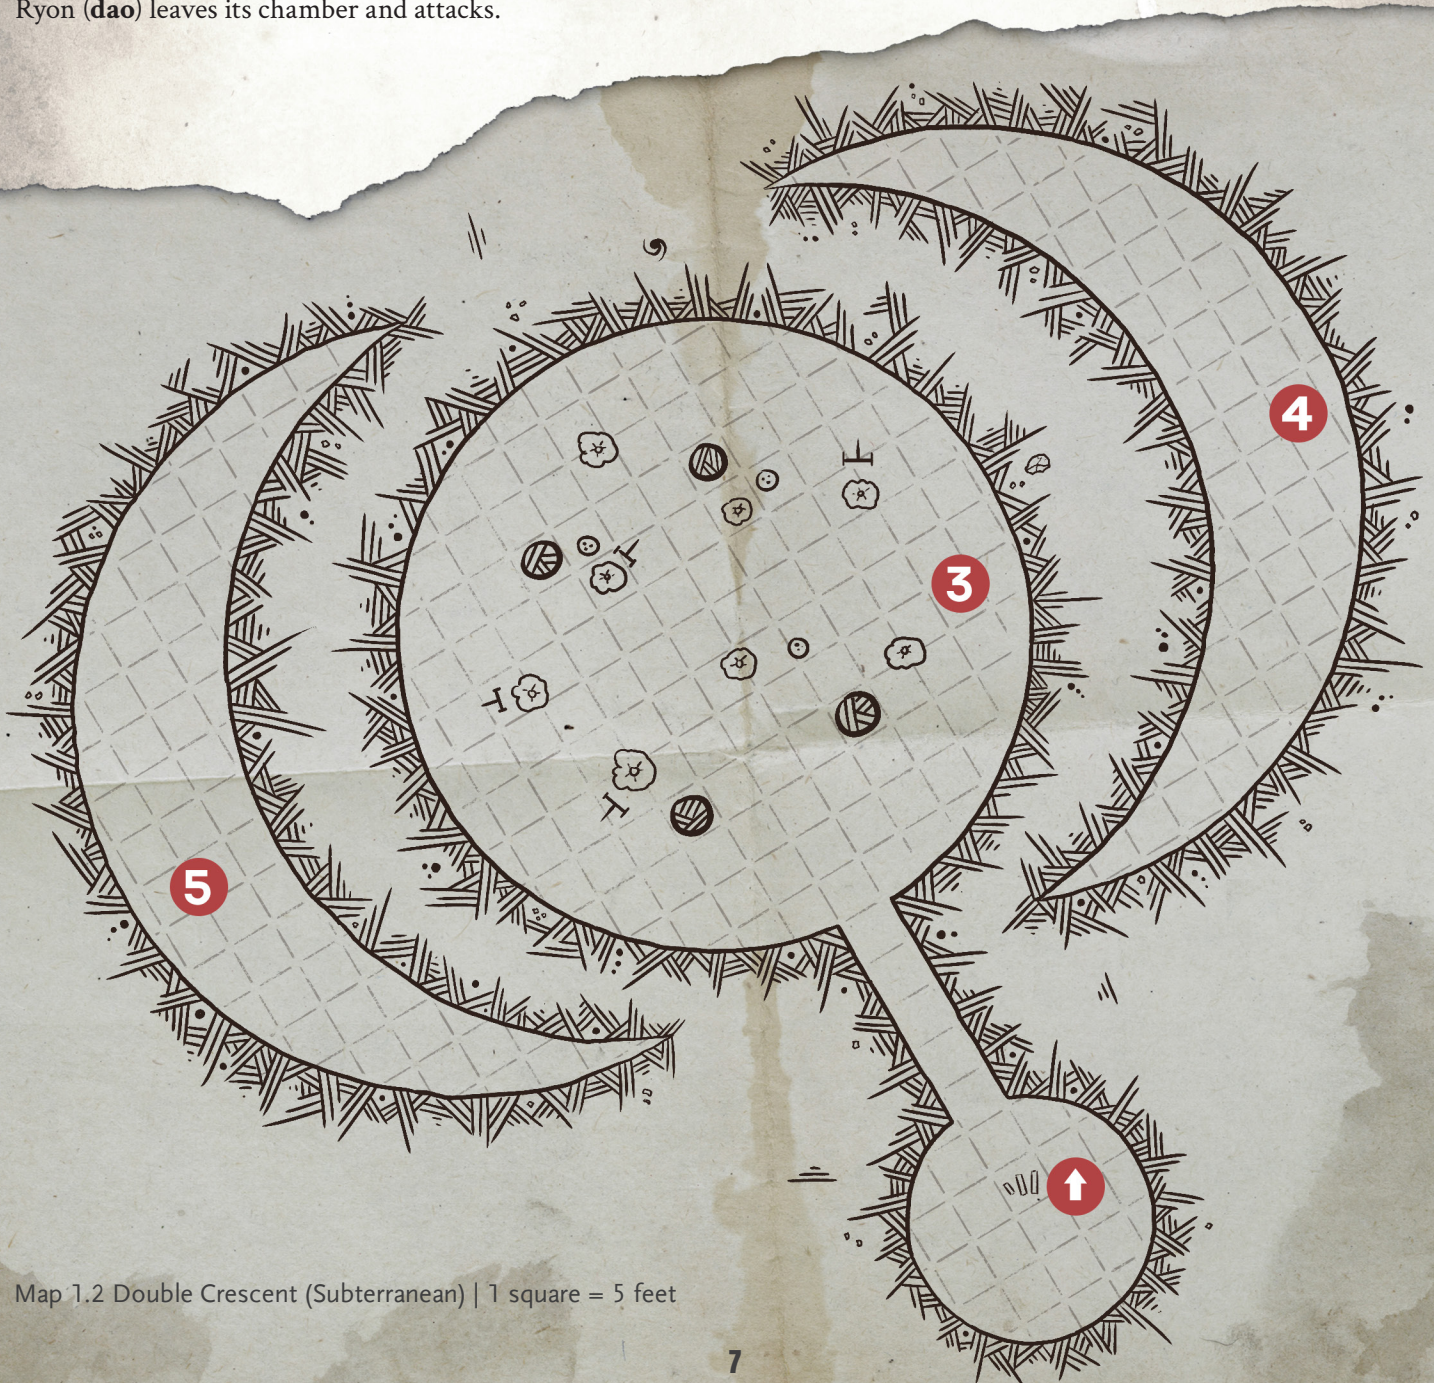 Ryon (dao) leaves its chamber and attacks.
4
3
5
Map 1.2 Double Crescent (Subterranean) | 1 square = 5 feet
7